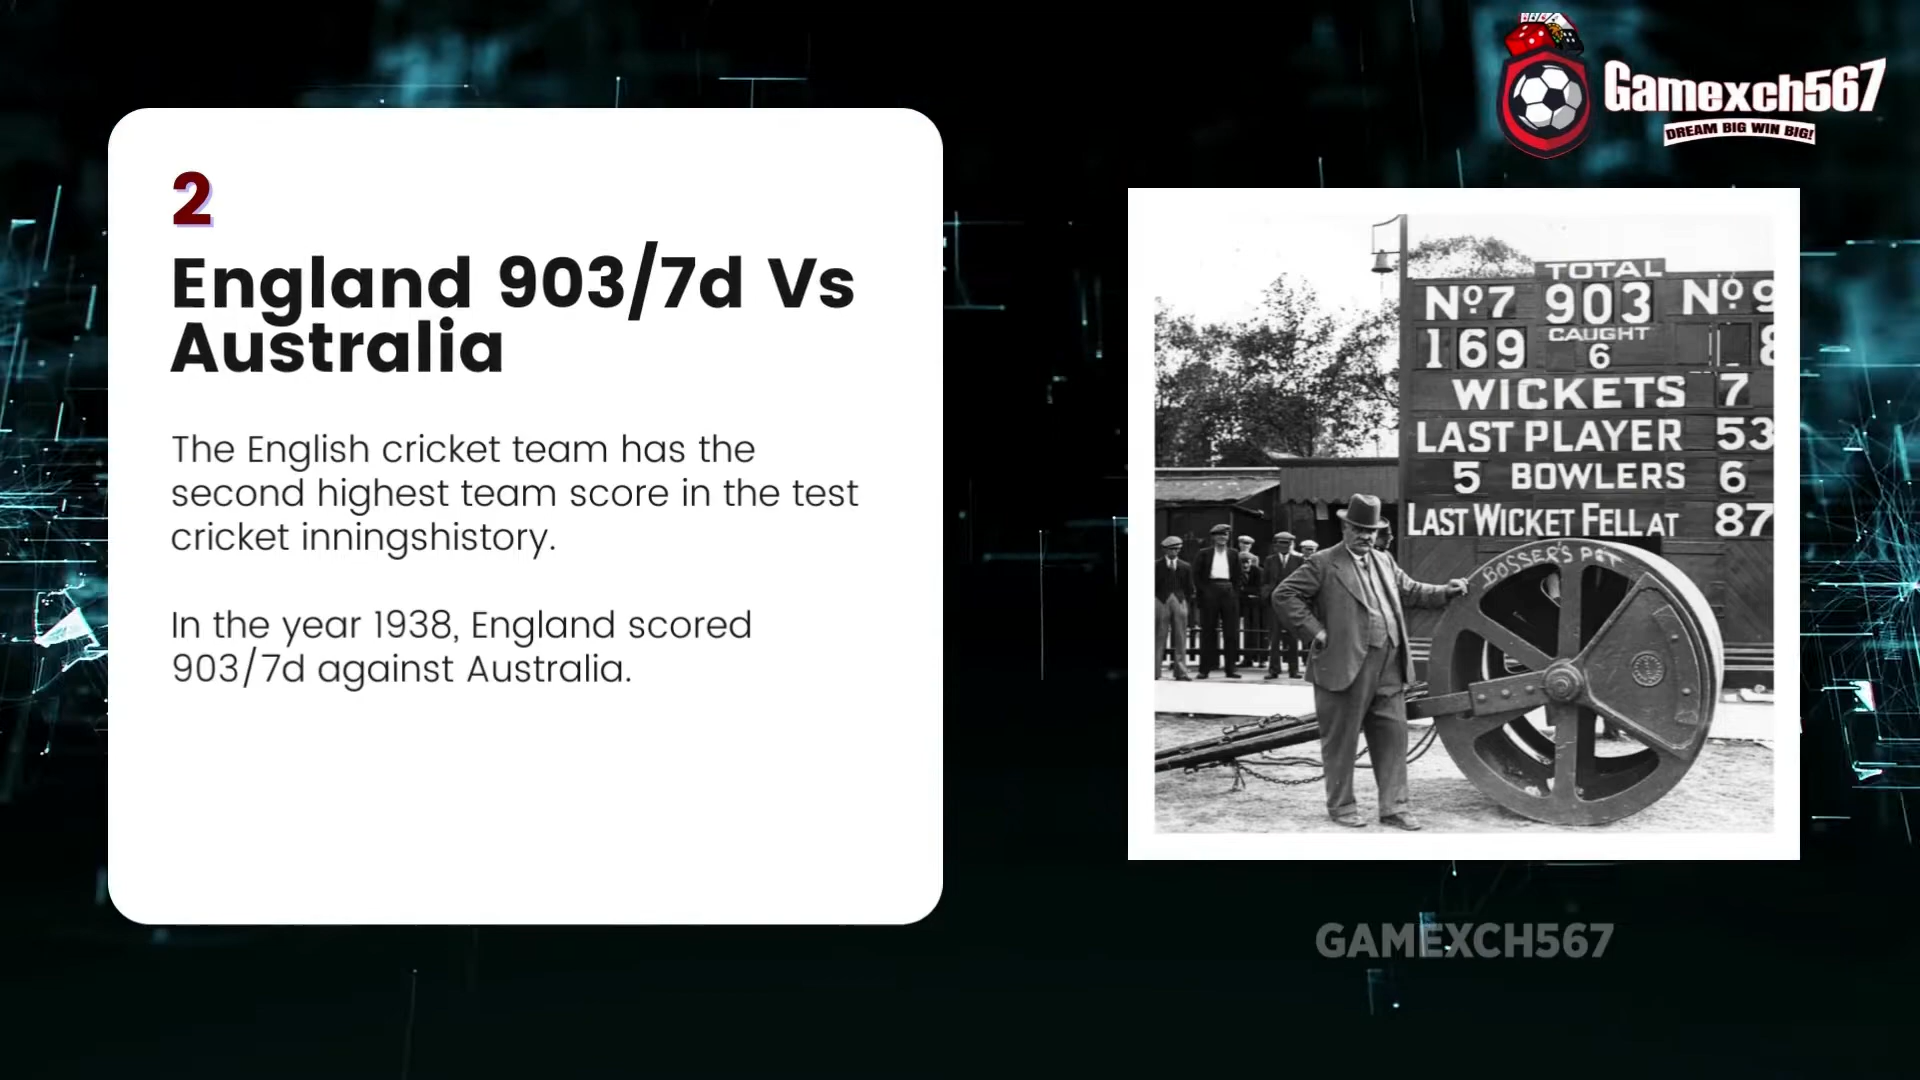 Gamexch567
DREAM BIG WIN BIG!
2
England 903/7d Vs
Australia
The English cricket team has the
second highest team score in the test
cricket inningshistory.
In the year 1938, England scored
903/7d against Australia.
TOTAL
Nº7 903 Nº9
169 CAUGHT 8
6
WICKETS 7
LAST PLAYER 53
5 BOWLERS 6
LAST WICKET FELL AT 87
BOSSER'S PET
GAMEXCH567